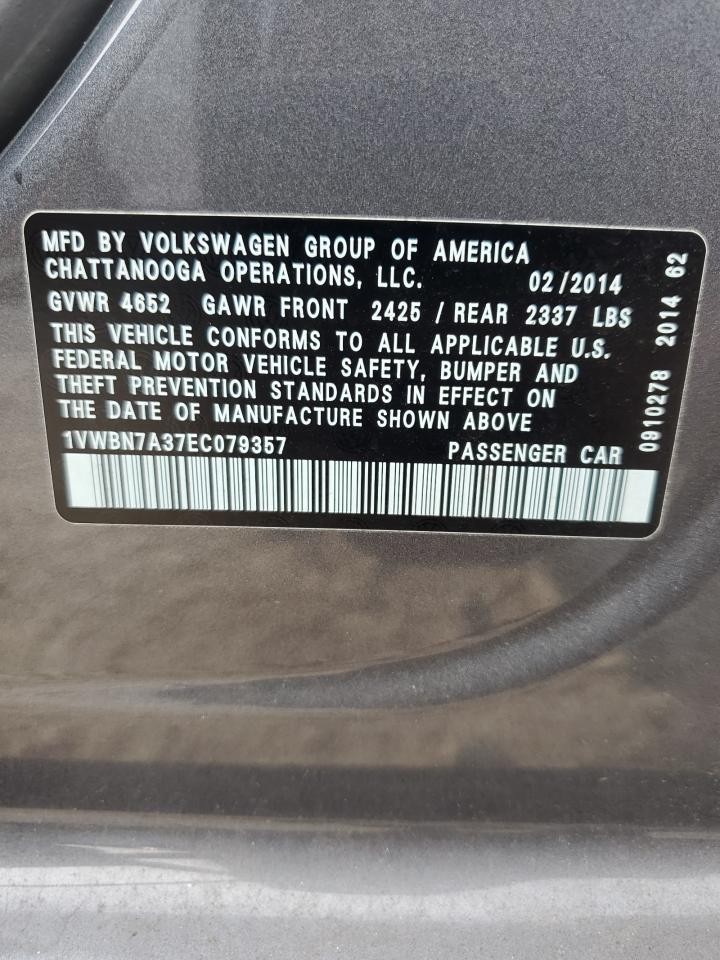 MFD BY VOLKSWAGEN GROUP OF AMERICA
CHATTANOOGA OPERATIONS, LLC. 02/2014
GVWR 4652 GAWR FRONT 2425 / REAR 2337 LBS
THIS VEHICLE CONFORMS TO ALL APPLICABLE U.S.
FEDERAL MOTOR VEHICLE SAFETY, BUMPER AND
THEFT PREVENTION STANDARDS IN EFFECT ON
THE DATE OF MANUFACTURE SHOWN ABOVE
1VWBN7A37EC079357 PASSENGER CAR
0910278 2014 62